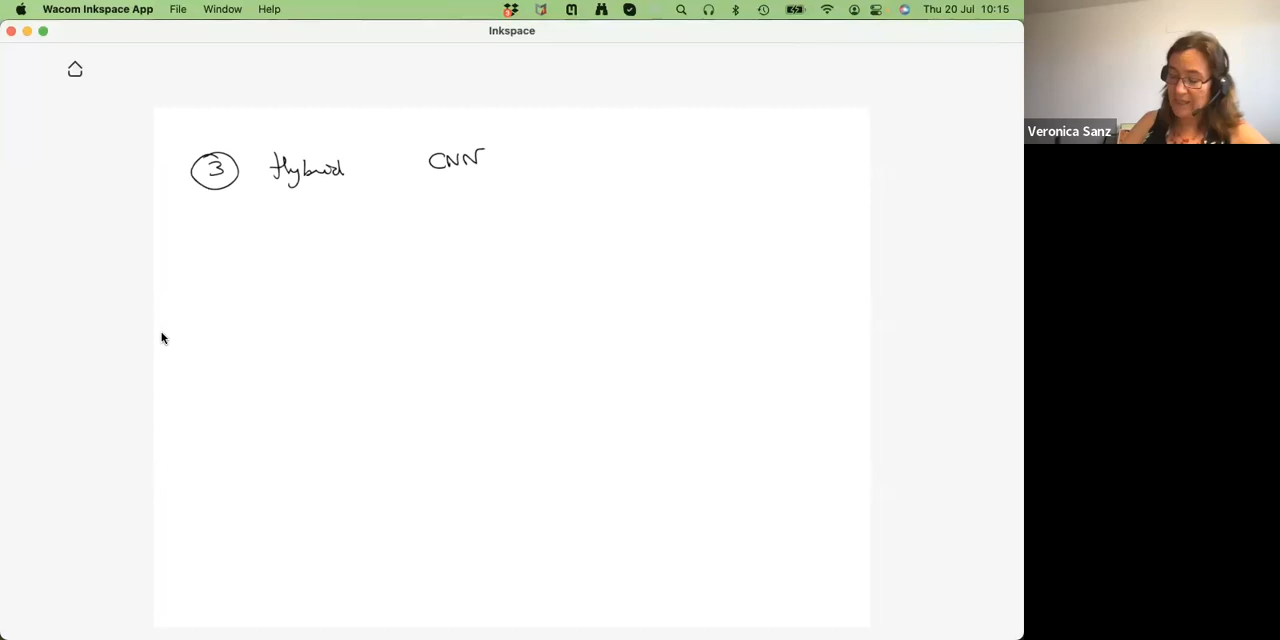 Wacom Inkspace App File Window Help Thu 20 Jul 10:15
Inkspace
Veronica Sanz
3 Hybrid CNN